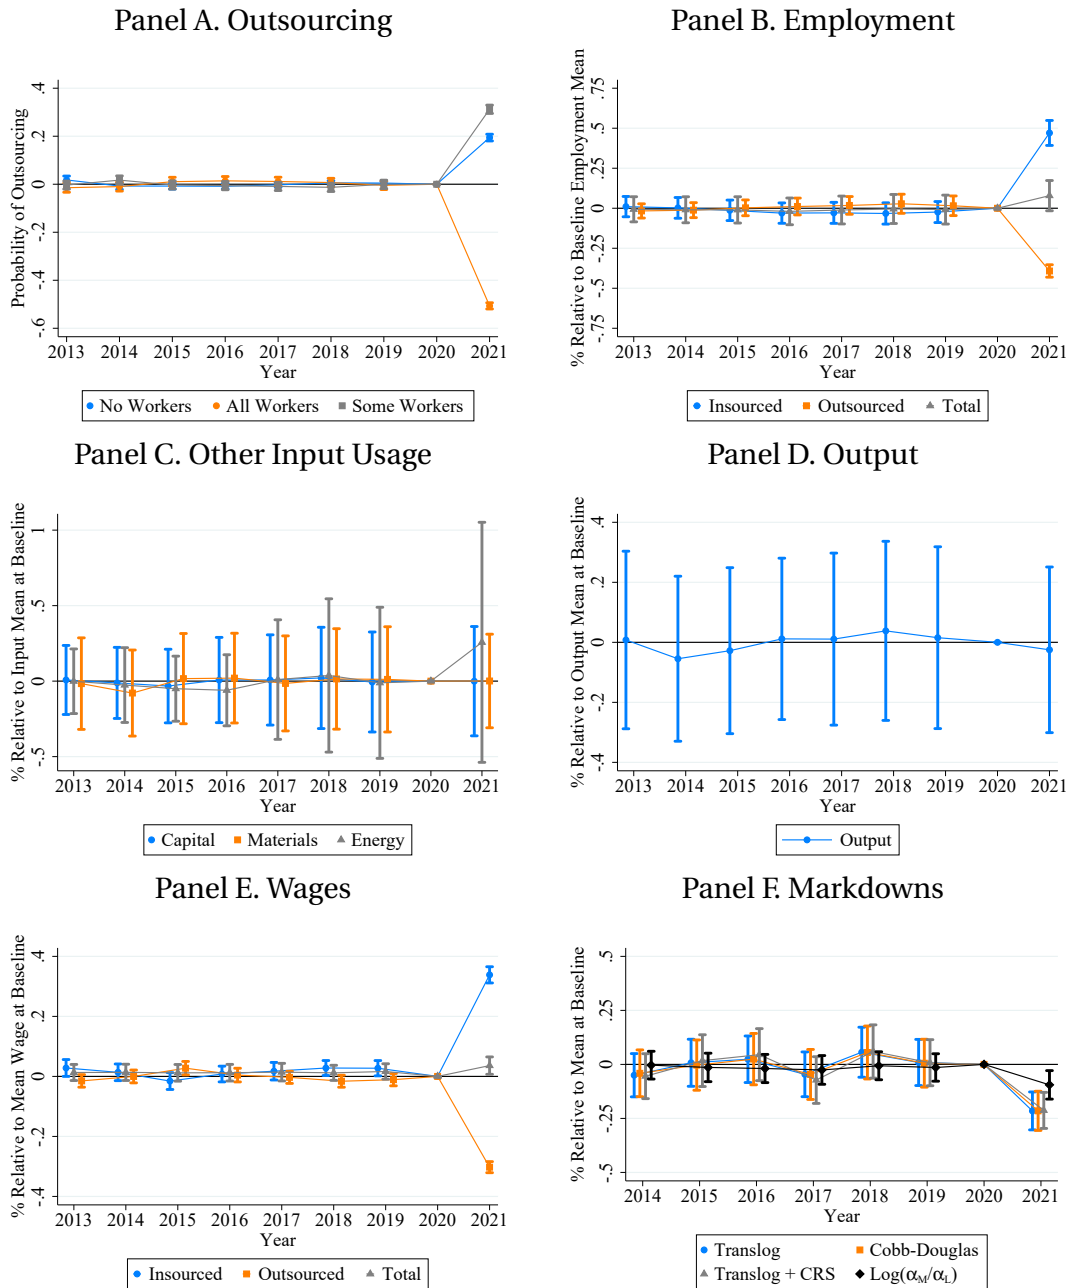 Panel A. Outsourcing
Probability of Outsourcing
.4
.2
0
-.2
-.4
-.6
2013 2014 2015 2016 2017 2018 2019 2020 2021
Year
No Workers All Workers Some Workers
Panel B. Employment
% Relative to Baseline Employment Mean
.75
.5
.25
0
-.25
-.5
-.75
2013 2014 2015 2016 2017 2018 2019 2020 2021
Year
Insourced Outsourced Total
Panel C. Other Input Usage
% Relative to Input Mean at Baseline
1
.5
0
-.5
2013 2014 2015 2016 2017 2018 2019 2020 2021
Year
Capital Materials Energy
Panel D. Output
% Relative to Output Mean at Baseline
.4
.2
0
-.2
-.4
2013 2014 2015 2016 2017 2018 2019 2020 2021
Year
Output
Panel E. Wages
% Relative to Mean Wage at Baseline
.4
.2
0
-.2
-.4
2013 2014 2015 2016 2017 2018 2019 2020 2021
Year
Insourced Outsourced Total
Panel F. Markdowns
% Relative to Mean at Baseline
.5
.25
0
-.25
-.5
2014 2015 2016 2017 2018 2019 2020 2021
Year
Translog Cobb-Douglas
Translog + CRS Log(α_M/α_L)